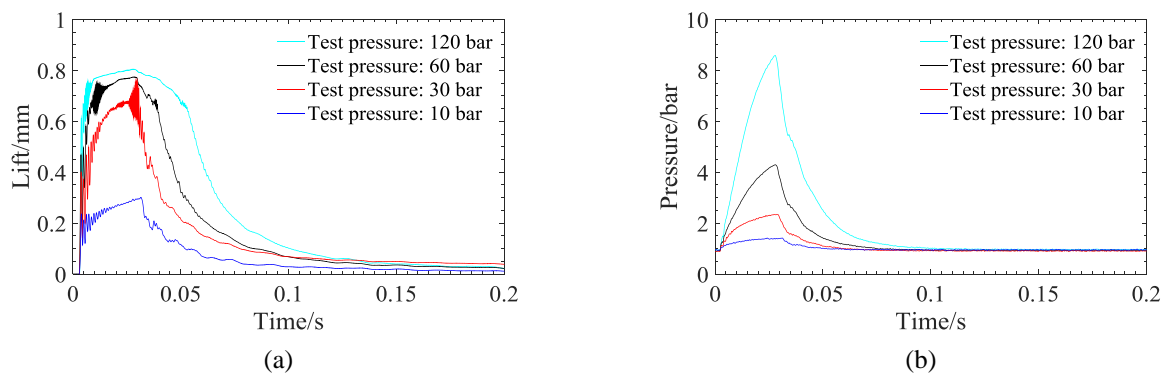 1
0.8
0.6
0.4
0.2
0
Lift/mm
Test pressure: 120 bar
Test pressure: 60 bar
Test pressure: 30 bar
Test pressure: 10 bar
0 0.05 0.1 0.15 0.2
Time/s
(a)
10
8
6
4
2
0
Pressure/bar
Test pressure: 120 bar
Test pressure: 60 bar
Test pressure: 30 bar
Test pressure: 10 bar
0 0.05 0.1 0.15 0.2
Time/s
(b)